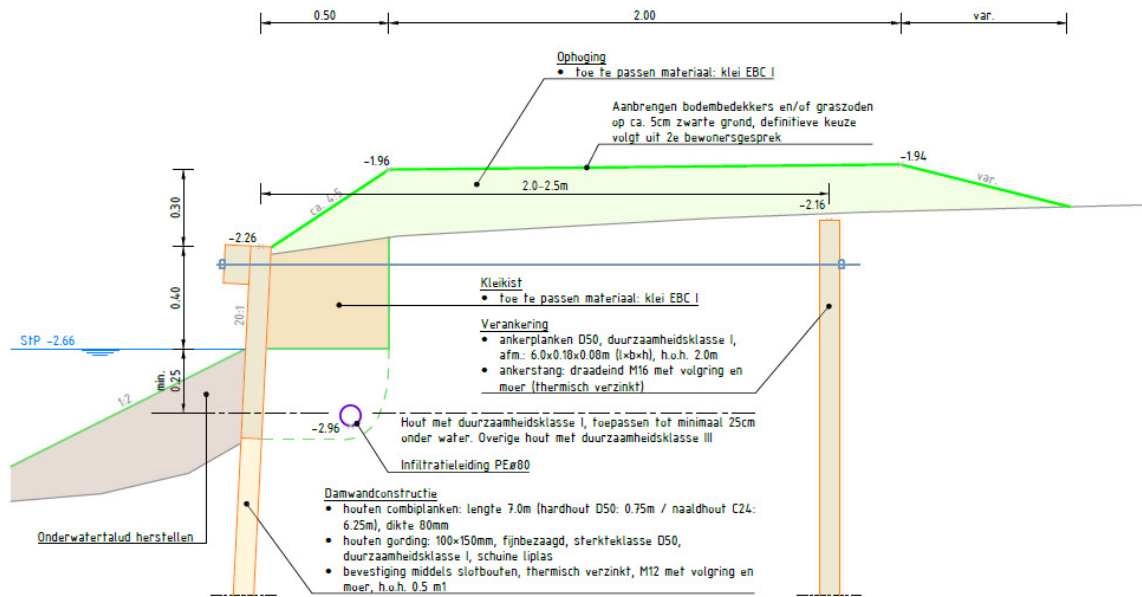 0.50
2.00
var.
Ophoging
• toe te passen materiaal: klei EBC I
Aanbrengen bodembedekkers en/of graszoden
op ca. 5cm zwarte grond, definitieve keuze
volgt uit 2e bewonersgesprek
-1.96
-1.94
ca. 4:5
2.0-2.5m
var.
0.30
-2.16
-2.26
Kleikist
• toe te passen materiaal: klei EBC I
0.40
20:1
Verankering
• ankerplanken D50, duurzaamheidsklasse I,
afm.: 6.0x0.18x0.08m (l×b×h), h.o.h. 2.0m
• ankerstang: draadeind M16 met volgring en
moer (thermisch verzinkt)
StP -2.66
min.
0.25
1:2
Hout met duurzaamheidsklasse I, toepassen tot minimaal 25cm
onder water. Overige hout met duurzaamheidsklasse III
-2.96
Infiltratieleiding PEø80
Damwandconstructie
• houten combiplanken: lengte 7.0m (hardhout D50: 0.75m / naaldhout C24:
6.25m), dikte 80mm
• houten gording: 100×150mm, fijnbezaagd, sterkteklasse D50,
duurzaamheidsklasse I, schuine liplas
• bevestiging middels slotbouten, thermisch verzinkt, M12 met volgring en
moer, h.o.h. 0.5 m1
Onderwatertalud herstellen